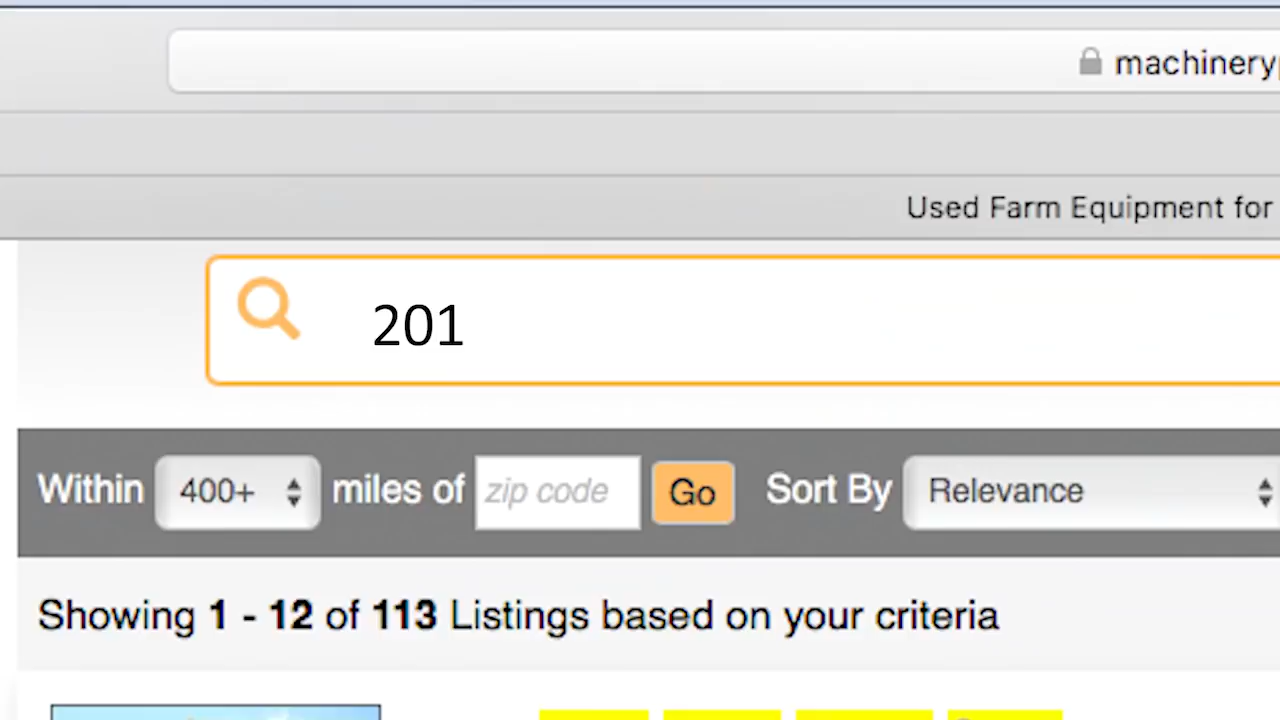 machinery
Used Farm Equipment for
201
Within 400+ miles of zip code Go Sort By Relevance
Showing 1 - 12 of 113 Listings based on your criteria